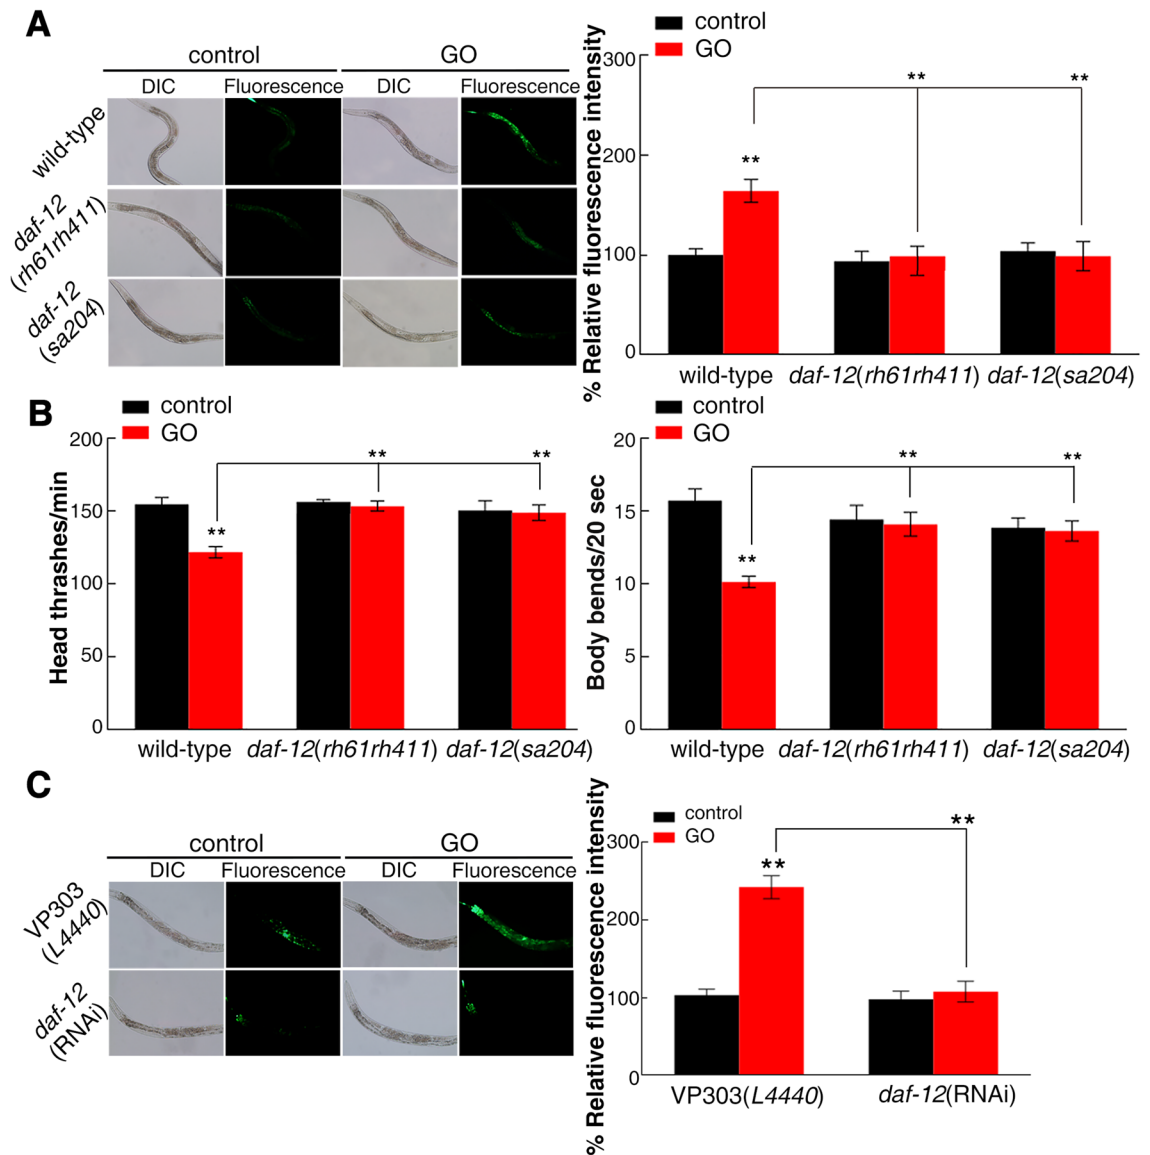 A
control GO
DIC Fluorescence DIC Fluorescence
wild-type
daf-12
(rh61rh411)
daf-12
(sa204)
control
GO
% Relative fluorescence intensity
300
200
100
0
**
**
**
wild-type daf-12(rh61rh411) daf-12(sa204)
B
control
GO
Head thrashes/min
200
150
100
50
0
**
**
**
wild-type daf-12(rh61rh411) daf-12(sa204)
control
GO
Body bends/20 sec
20
15
10
5
0
**
**
**
wild-type daf-12(rh61rh411) daf-12(sa204)
C
control GO
DIC Fluorescence DIC Fluorescence
VP303
(L4440)
daf-12
(RNAi)
control
GO
% Relative fluorescence intensity
300
200
100
0
**
**
VP303(L4440) daf-12(RNAi)